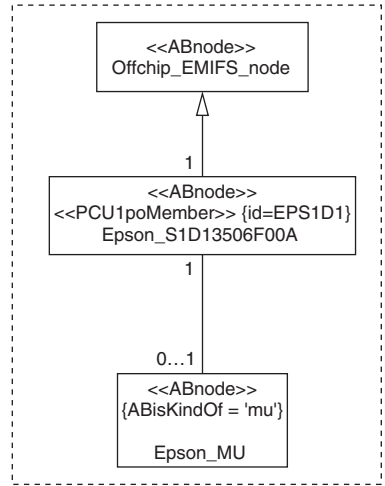 <<ABnode>>
Offchip_EMIFS_node
1
<<ABnode>>
<<PCU1poMember>> {id=EPS1D1}
Epson_S1D13506F00A
1
0...1
<<ABnode>>
{ABisKindOf = 'mu'}
Epson_MU